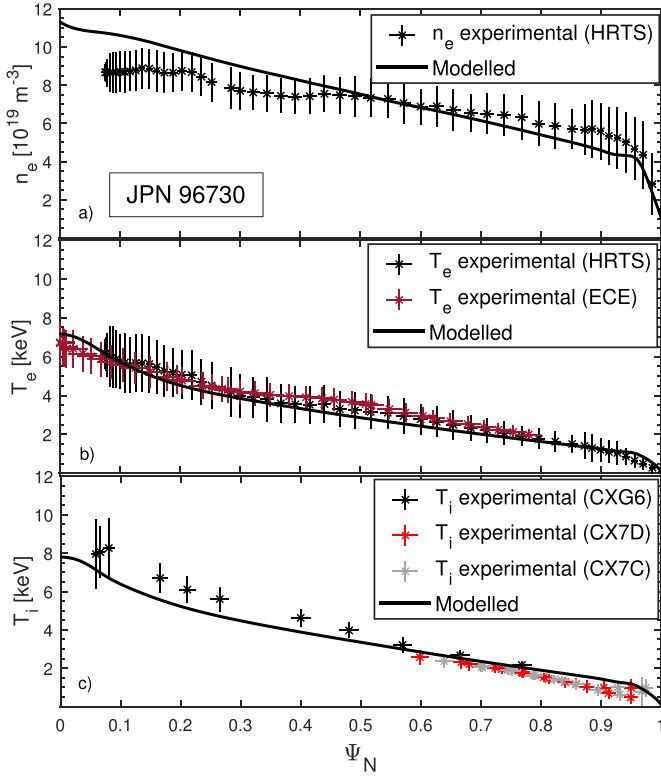 12
10
8
6
4
2
n_e [10^19 m^-3]
n_e experimental (HRTS)
Modelled
JPN 96730
a)
12
10
8
6
4
2
T_e [keV]
T_e experimental (HRTS)
T_e experimental (ECE)
Modelled
b)
12
10
8
6
4
2
T_i [keV]
T_i experimental (CXG6)
T_i experimental (CX7D)
T_i experimental (CX7C)
Modelled
c)
0 0.1 0.2 0.3 0.4 0.5 0.6 0.7 0.8 0.9 1
Ψ_N